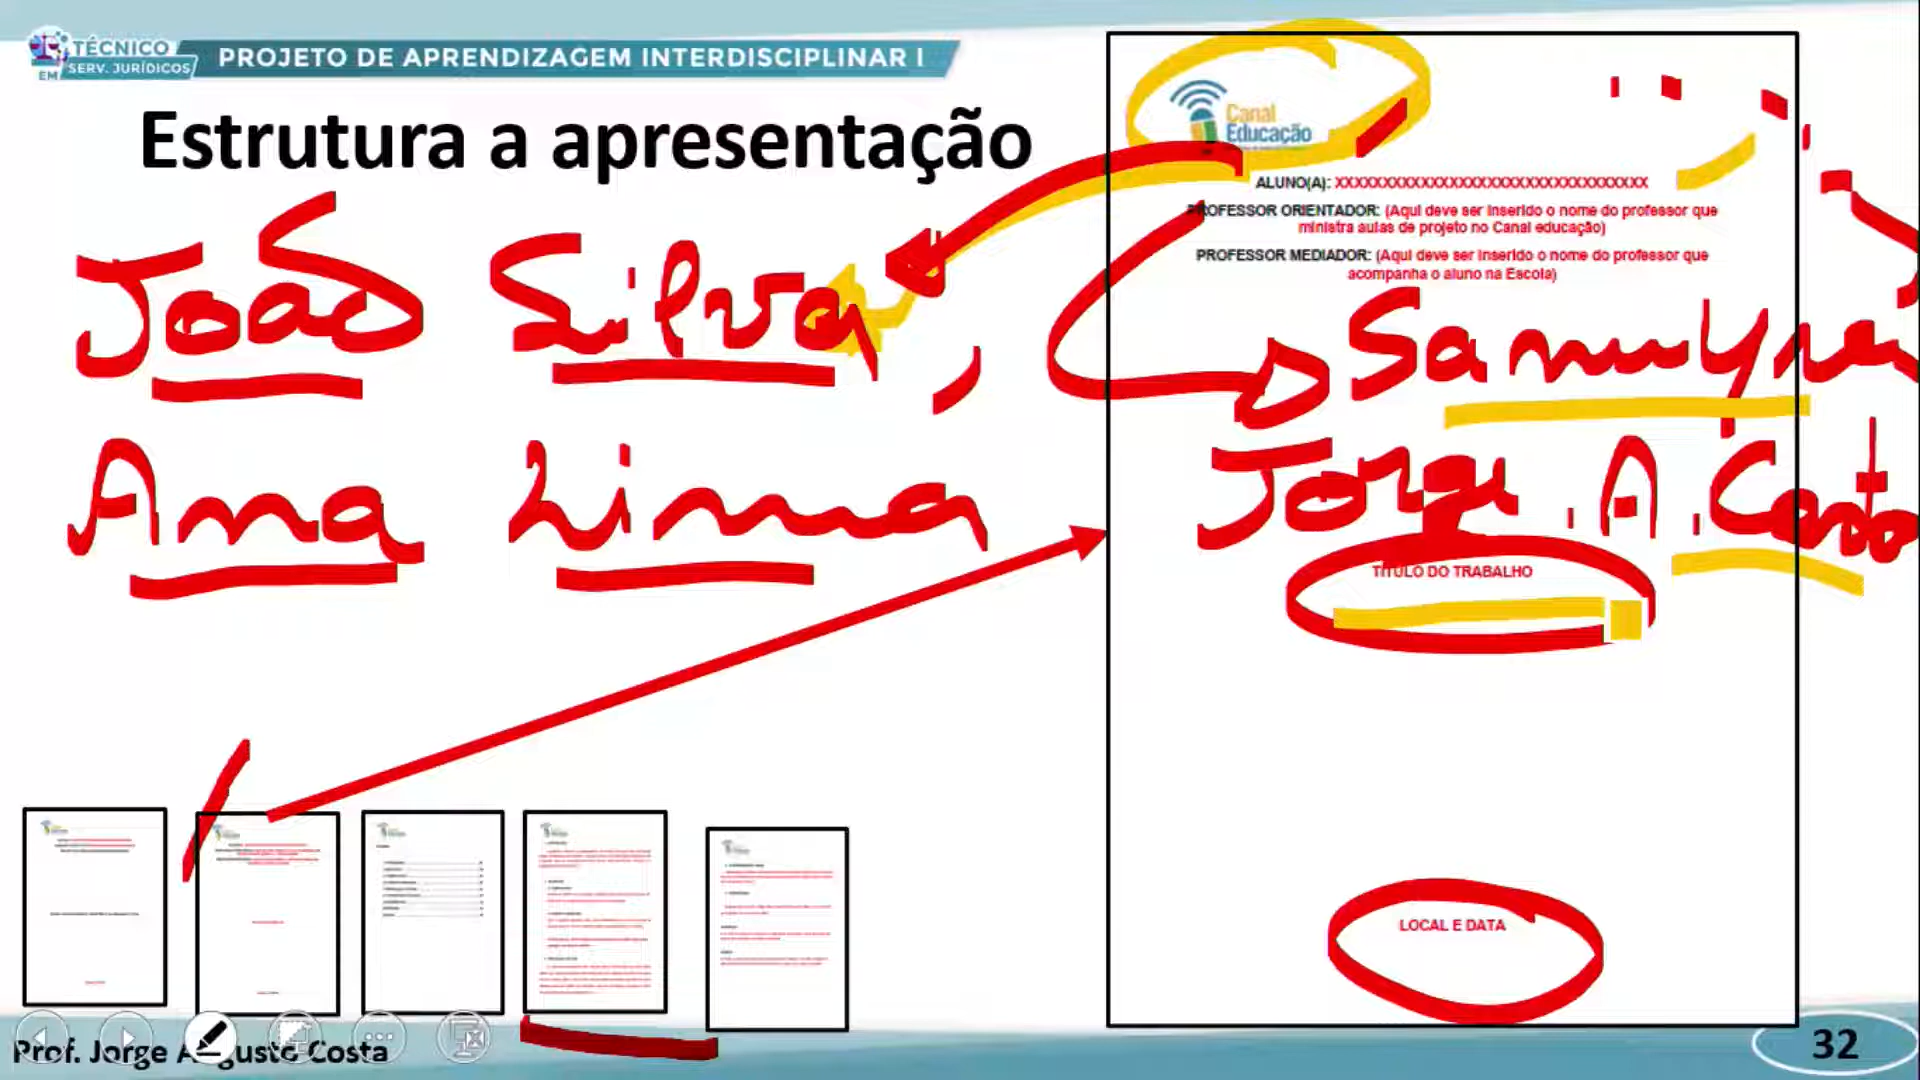 TÉCNICO
EM SERV. JURÍDICOS
PROJETO DE APRENDIZAGEM INTERDISCIPLINAR I
Estrutura a apresentação
João Silva,
Ana Lima
Canal
Educação
ALUNO(A): XXXXXXXXXXXXXXXXXXXXXXXXXXXXXXXXX
PROFESSOR ORIENTADOR: (Aqui deve ser inserido o nome do professor que
ministra aulas de projeto no Canal educação)
PROFESSOR MEDIADOR: (Aqui deve ser inserido o nome do professor que
acompanha o aluno na Escola)
Jorge A. Costa
TÍTULO DO TRABALHO
LOCAL E DATA
Prof. Jorge Augusto Costa
32